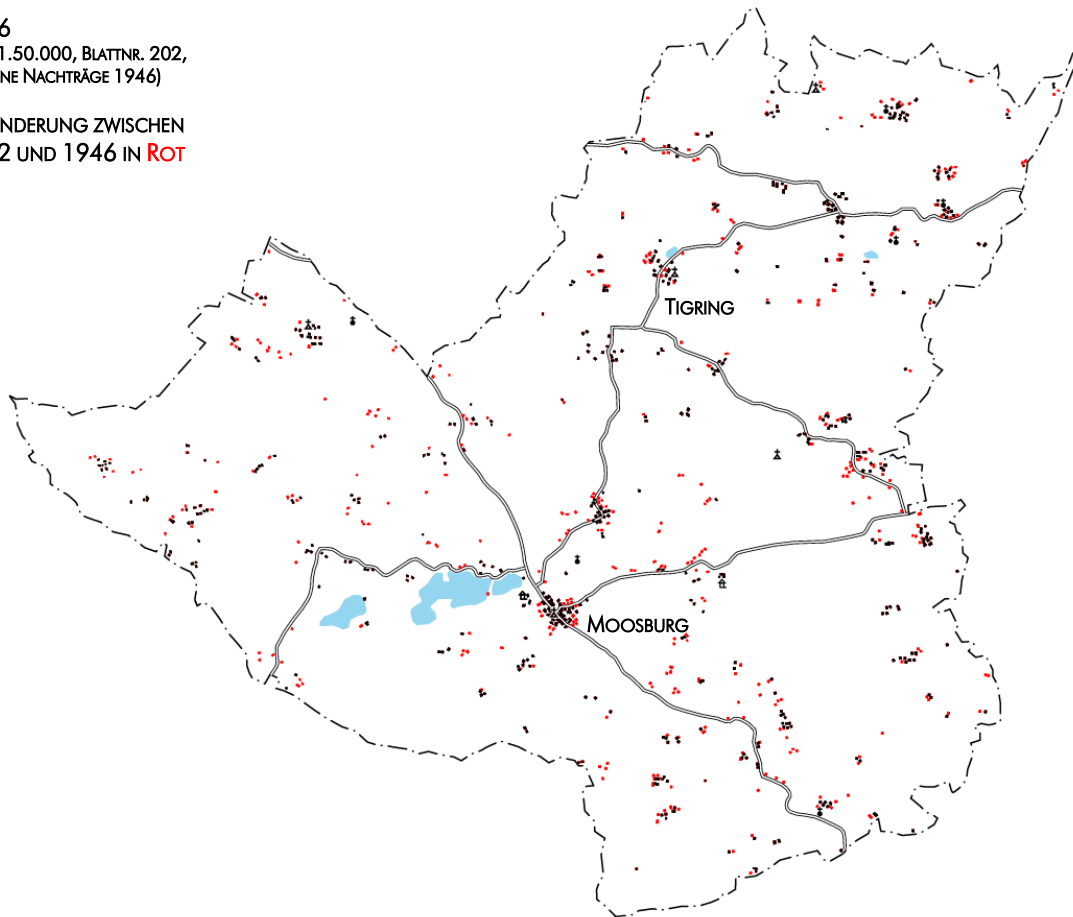 6
1.50.000, BLATTNR. 202,
NE NACHTRÄGE 1946)
NDERUNG ZWISCHEN
2 UND 1946 IN ROT
TIGRING
MOOSBURG